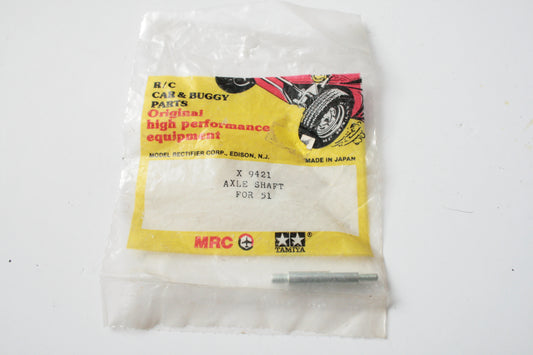 R/C
CAR & BUGGY
PARTS
Original
high performance
equipment
MODEL RECTIFIER CORP., EDISON, N.J. MADE IN JAPAN
X 9421
AXLE SHAFT
FOR 51
MRC ® TAMIYA